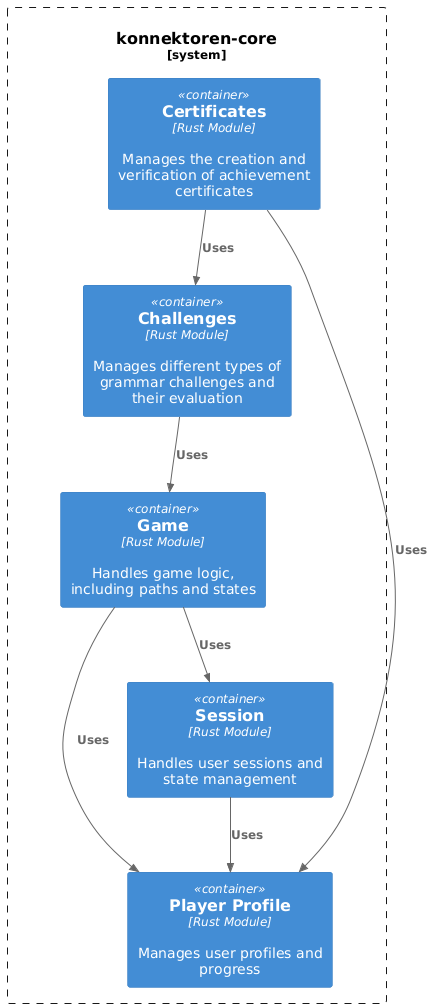 konnektoren-core
[system]
«container»
Certificates
[Rust Module]
Manages the creation and
verification of achievement
certificates
Uses
«container»
Challenges
[Rust Module]
Manages different types of
grammar challenges and
their evaluation
Uses
«container»
Game
[Rust Module]
Handles game logic,
including paths and states
Uses
Uses
«container»
Session
[Rust Module]
Handles user sessions and
state management
Uses
Uses
«container»
Player Profile
[Rust Module]
Manages user profiles and
progress